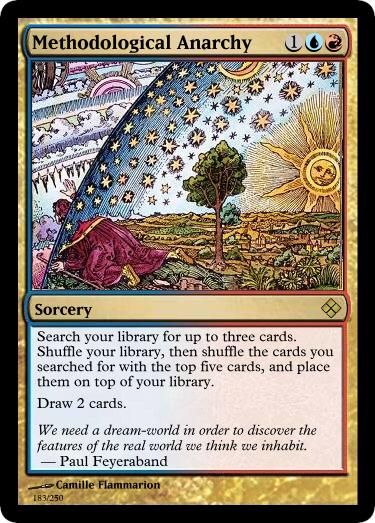 Methodological Anarchy 1
Sorcery
Search your library for up to three cards.
Shuffle your library, then shuffle the cards you
searched for with the top five cards, and place
them on top of your library.
Draw 2 cards.
We need a dream-world in order to discover the
features of the real world we think we inhabit.
— Paul Feyeraband
Camille Flammarion
183/250